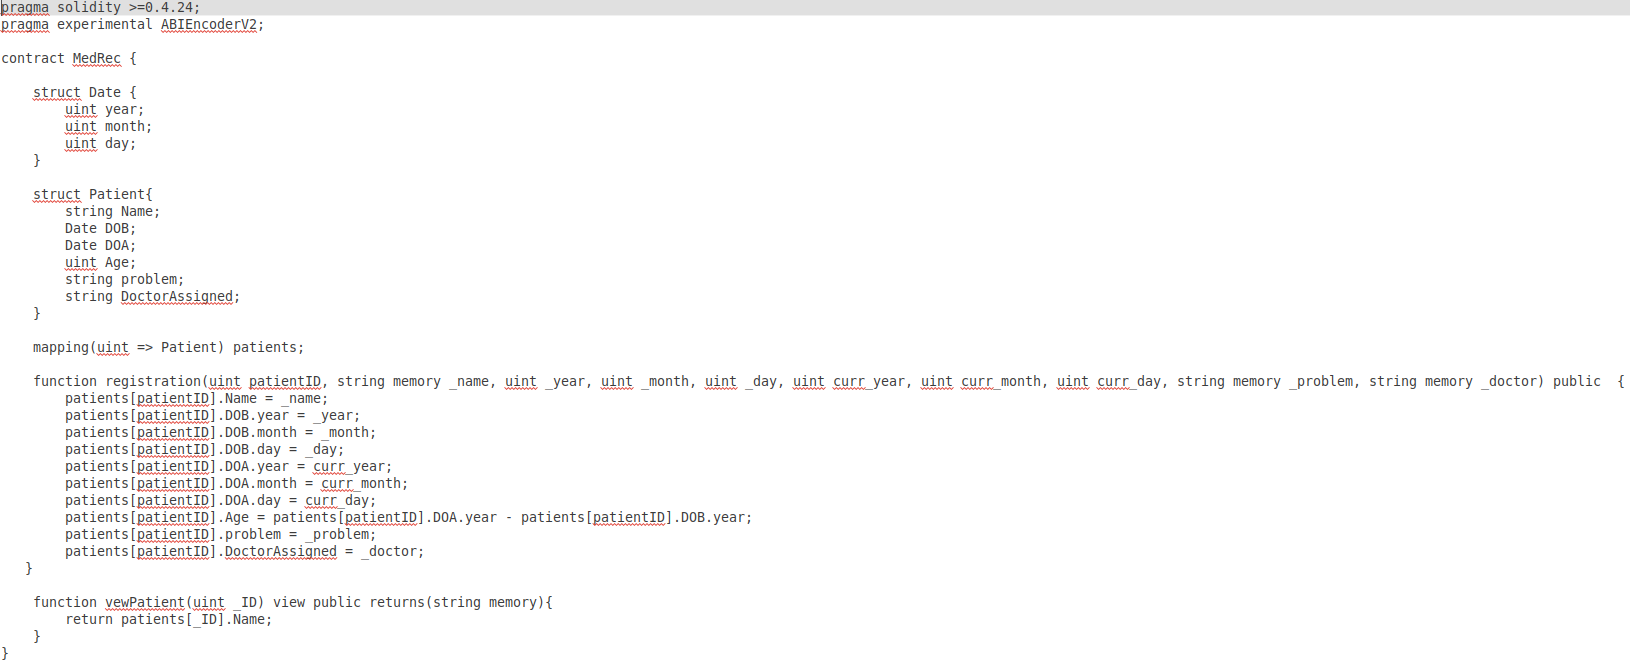 pragma solidity >=0.4.24;
pragma experimental ABIEncoderV2;
contract MedRec {
struct Date {
uint year;
uint month;
uint day;
}
struct Patient{
string Name;
Date DOB;
Date DOA;
uint Age;
string problem;
string DoctorAssigned;
}
mapping(uint => Patient) patients;
function registration(uint patientID, string memory _name, uint _year, uint _month, uint _day, uint curr_year, uint curr_month, uint curr_day, string memory _problem, string memory _doctor) public  {
patients[patientID].Name = _name;
patients[patientID].DOB.year = _year;
patients[patientID].DOB.month = _month;
patients[patientID].DOB.day = _day;
patients[patientID].DOA.year = curr_year;
patients[patientID].DOA.month = curr_month;
patients[patientID].DOA.day = curr_day;
patients[patientID].Age = patients[patientID].DOA.year - patients[patientID].DOB.year;
patients[patientID].problem = _problem;
patients[patientID].DoctorAssigned = _doctor;
}
function vewPatient(uint _ID) view public returns(string memory){
return patients[_ID].Name;
}
}